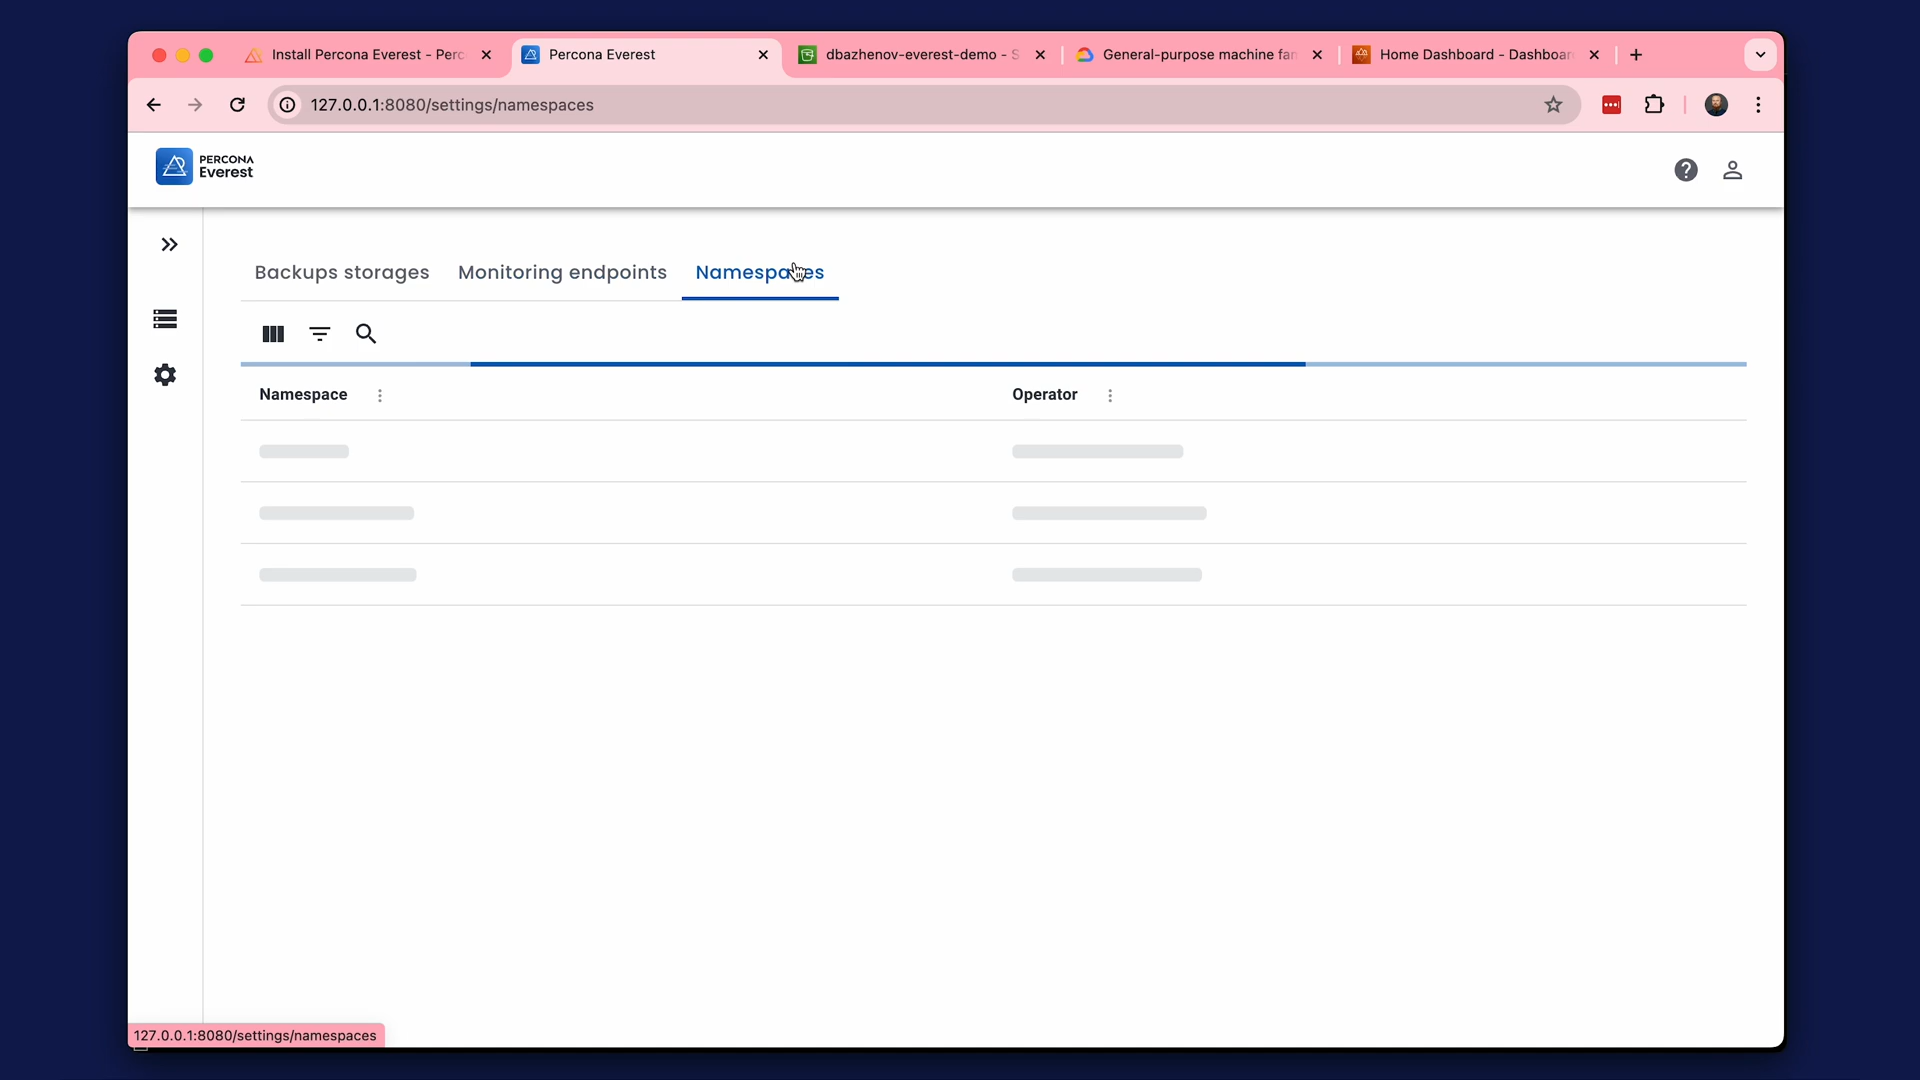 Install Percona Everest - Perc
Percona Everest
dbazhenov-everest-demo - S
General-purpose machine fan
Home Dashboard - Dashboar
127.0.0.1:8080/settings/namespaces
PERCONA
Everest
Backups storages
Monitoring endpoints
Namespaces
Namespace
Operator
127.0.0.1:8080/settings/namespaces